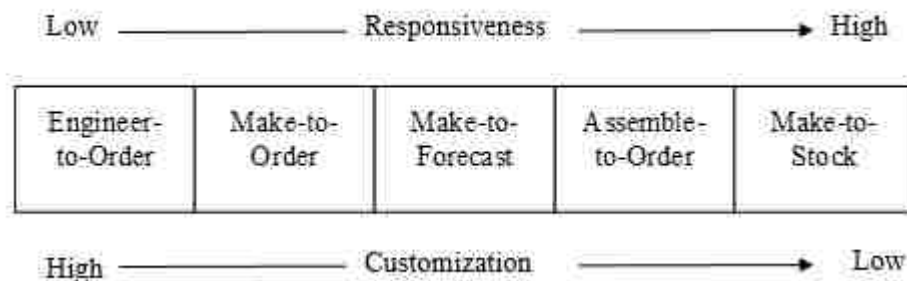 Low Responsiveness High
Engineer- Make-to- Make-to- Assemble- Make-to-
to-Order Order Forecast to-Order Stock
High Customization Low